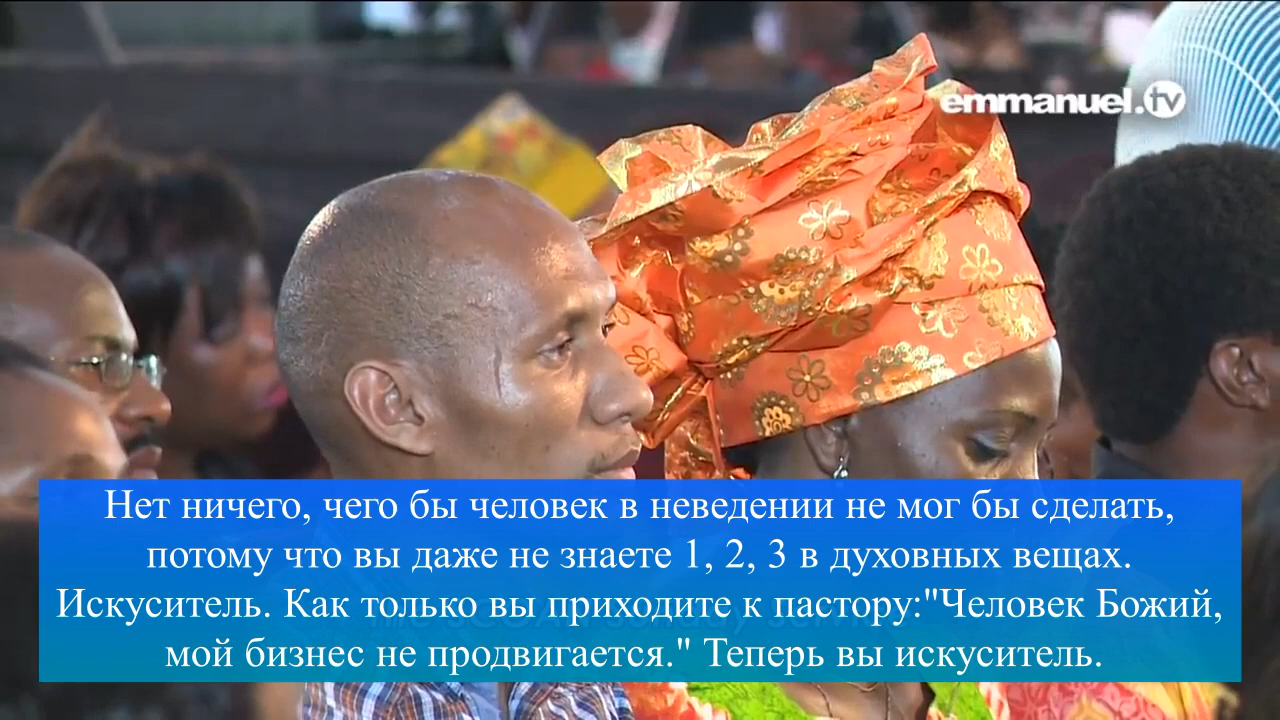 emmanuel.tv
Нет ничего, чего бы человек в неведении не мог бы сделать,
потому что вы даже не знаете 1, 2, 3 в духовных вещах.
Искуситель. Как только вы приходите к пастору:"Человек Божий,
мой бизнес не продвигается." Теперь вы искуситель.